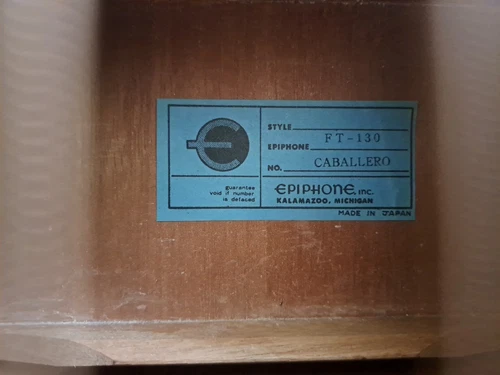 STYLE FT-130
EPIPHONE
NO. CABALLERO
guarantee
void if number
is defaced
EPIPHONE, INC.
KALAMAZOO, MICHIGAN
MADE IN JAPAN